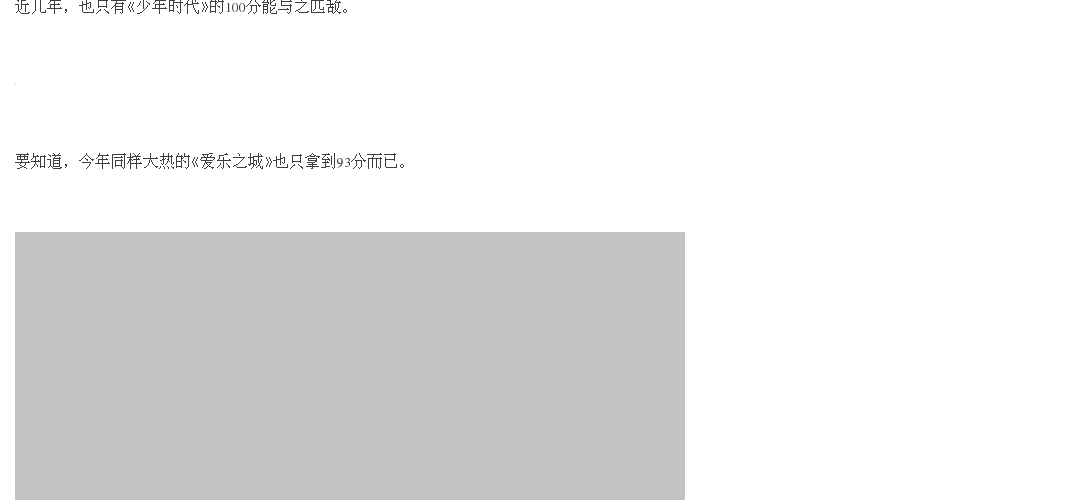 近几年，也只有《少年时代》的100分能与之匹敌。
要知道，今年同样大热的《爱乐之城》也只拿到93分而已。